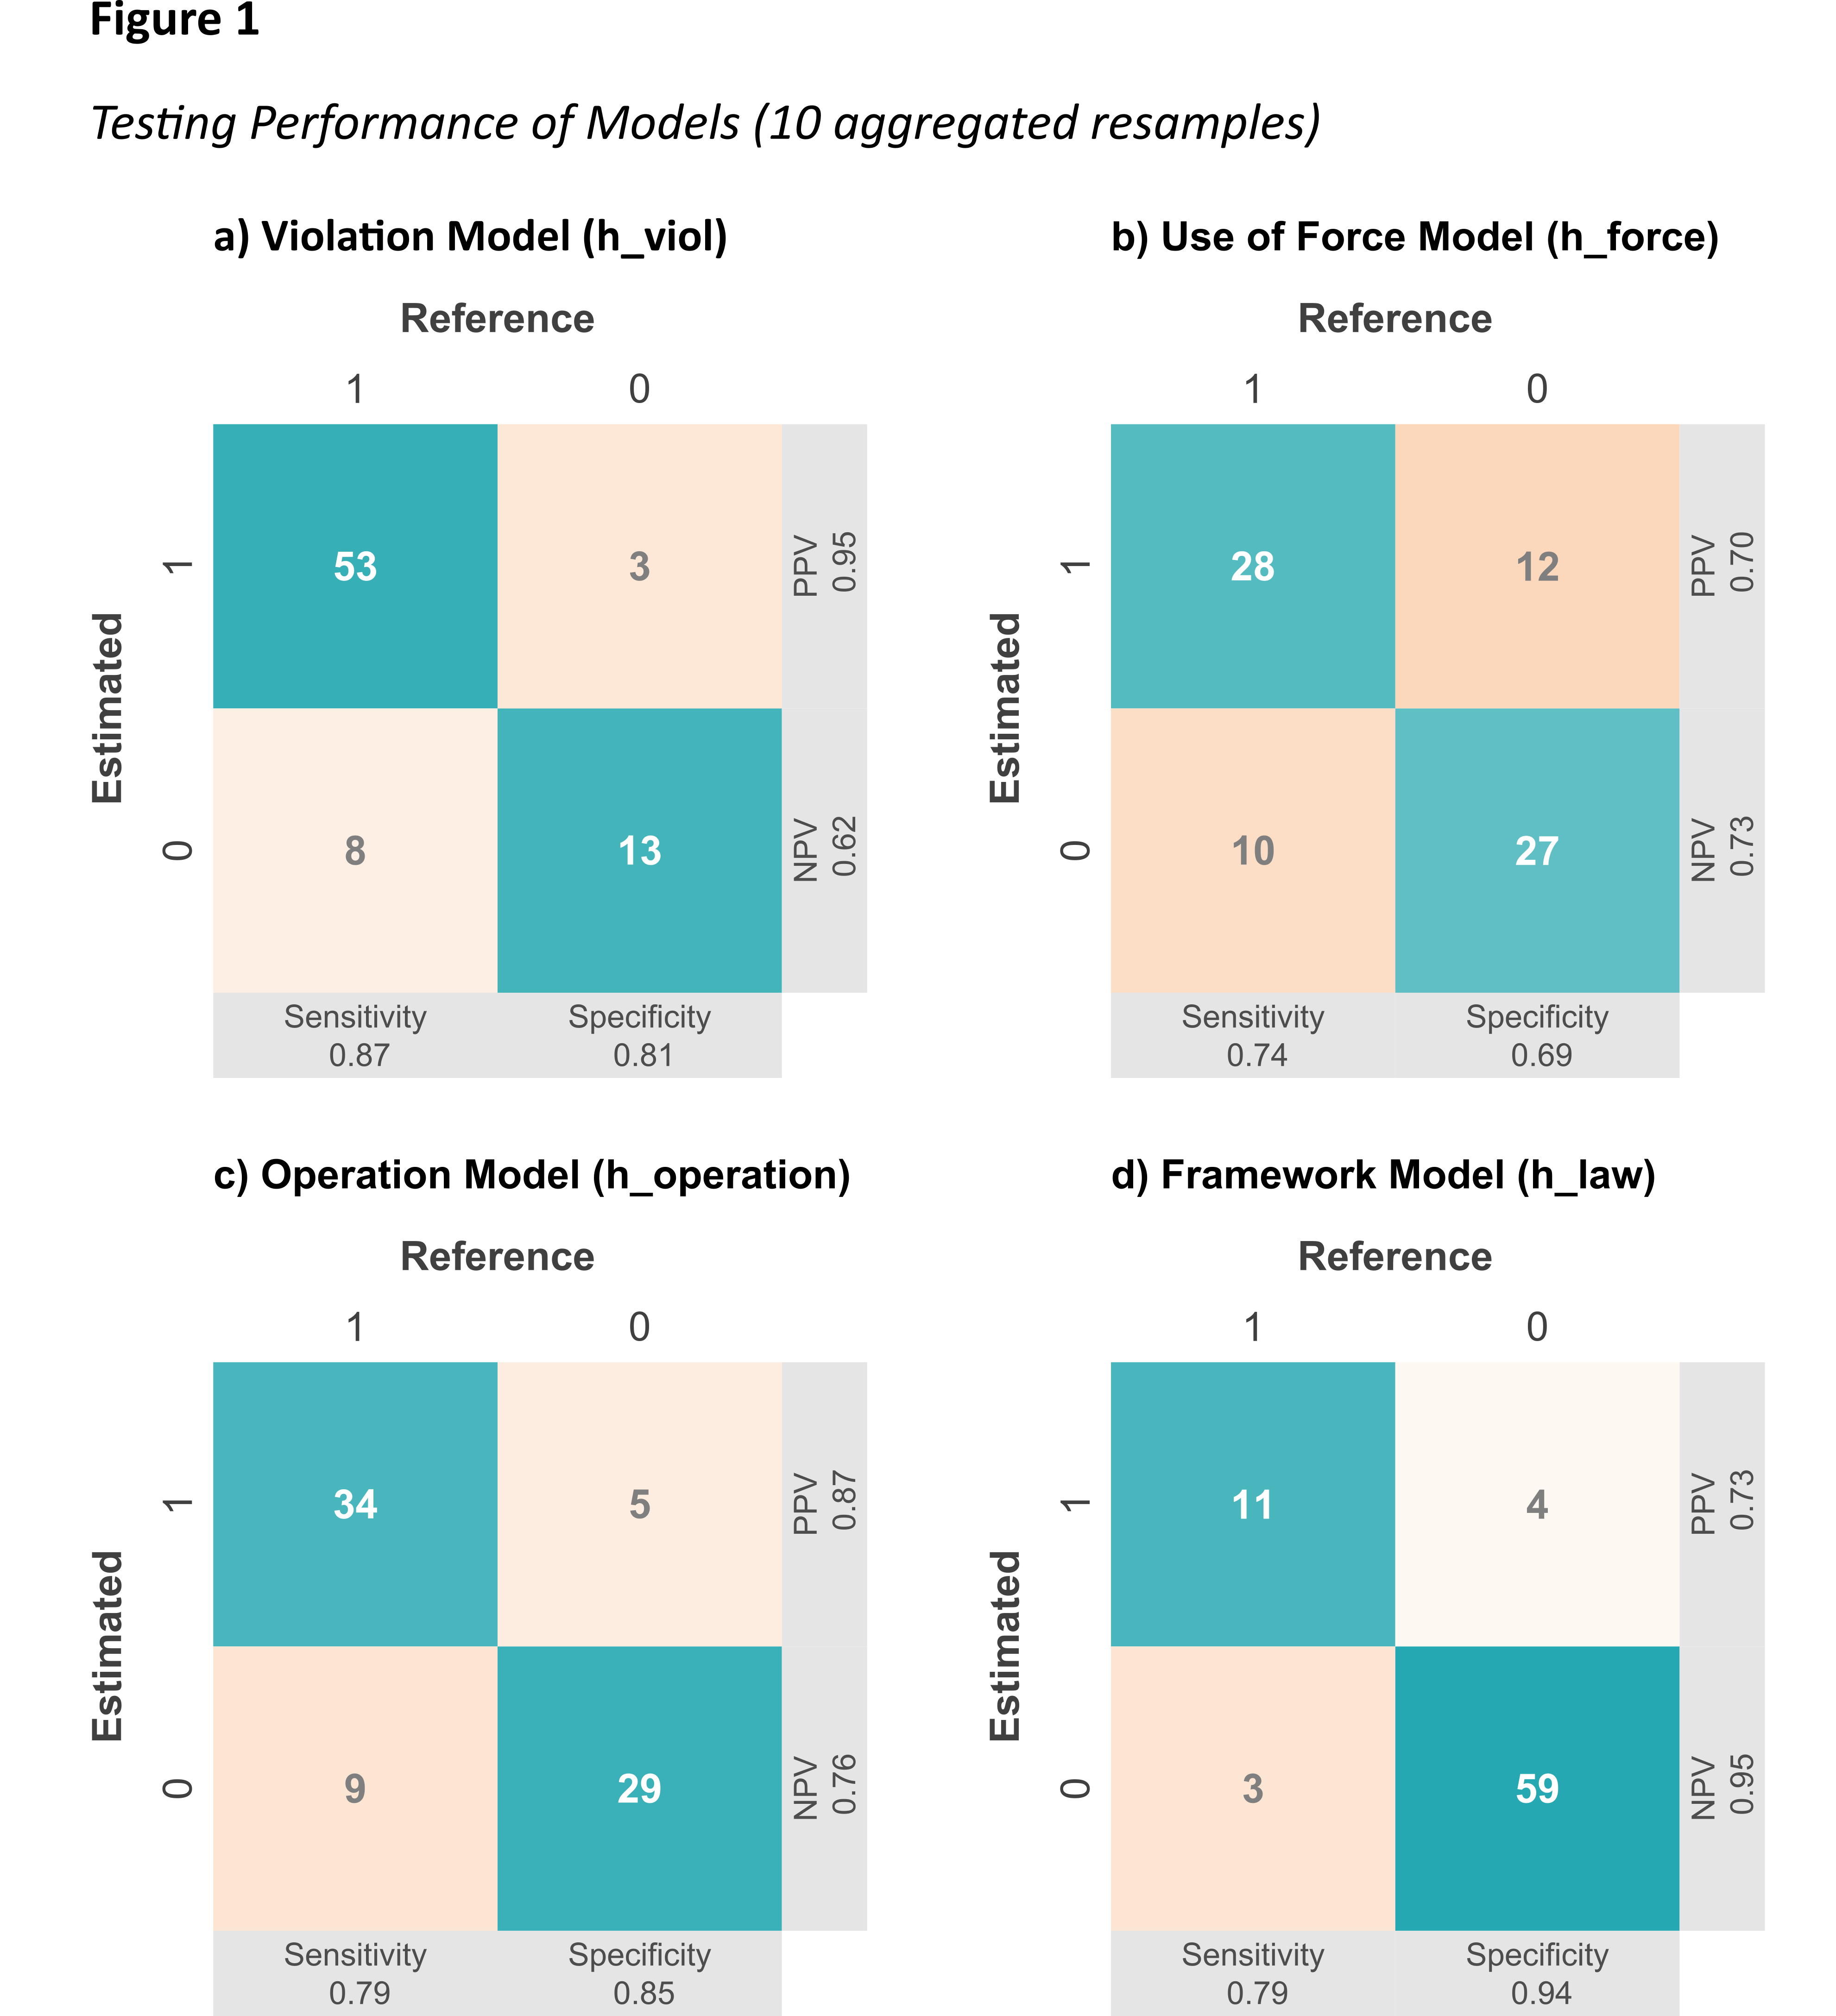 Figure 1
Testing Performance of Models (10 aggregated resamples)
a) Violation Model (h_viol)
Reference
1 0
Estimated
1
53 3
PPV
0.95
0
8 13
NPV
0.62
Sensitivity
0.87
Specificity
0.81
b) Use of Force Model (h_force)
Reference
1 0
Estimated
1
28 12
PPV
0.70
0
10 27
NPV
0.73
Sensitivity
0.74
Specificity
0.69
c) Operation Model (h_operation)
Reference
1 0
Estimated
1
34 5
PPV
0.87
0
9 29
NPV
0.76
Sensitivity
0.79
Specificity
0.85
d) Framework Model (h_law)
Reference
1 0
Estimated
1
11 4
PPV
0.73
0
3 59
NPV
0.95
Sensitivity
0.79
Specificity
0.94